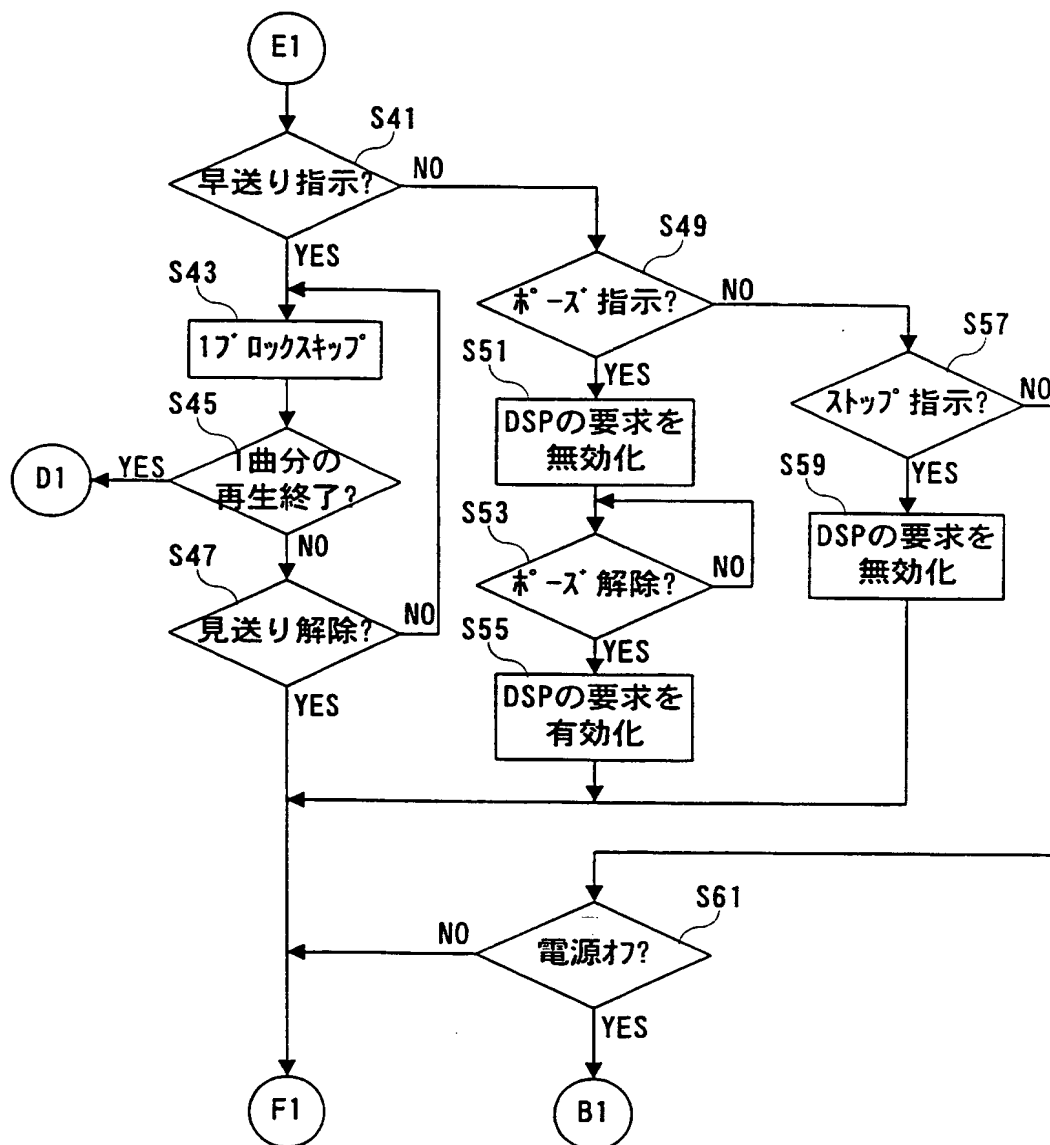 E1
S41
早送り指示?
NO
YES
S43
1ﾌﾞﾛｯｸｽｷｯﾌﾟ
S45
1曲分の
再生終了?
YES
D1
NO
S47
見送り解除?
NO
YES
S49
ﾎﾟｰｽﾞ指示?
NO
YES
S51
DSPの要求を
無効化
S53
ﾎﾟｰｽﾞ解除?
NO
YES
S55
DSPの要求を
有効化
S57
ｽﾄｯﾌﾟ指示?
NO
YES
S59
DSPの要求を
無効化
S61
電源ｵﾌ?
NO
YES
F1
B1